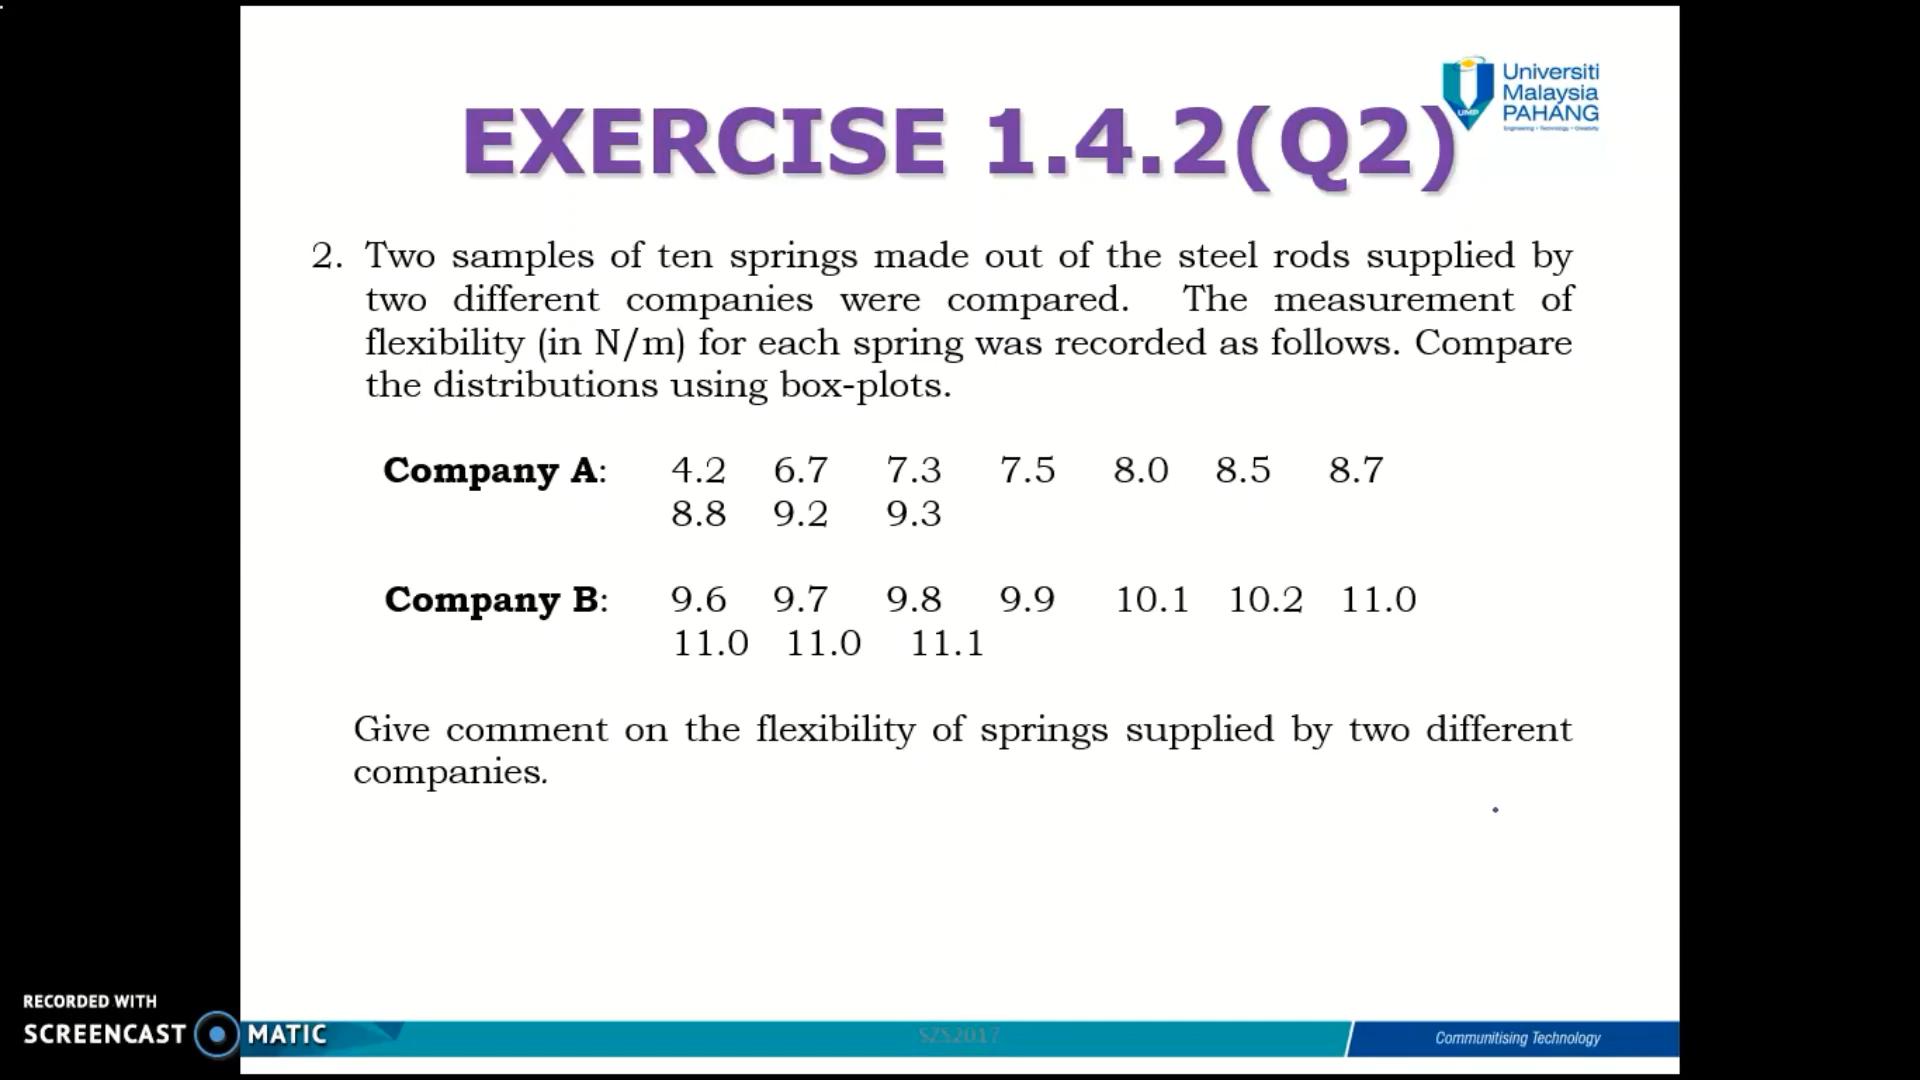 Universiti
Malaysia
PAHANG
UMP
Engineering • Technology • Creativity
EXERCISE 1.4.2(Q2)
2. Two samples of ten springs made out of the steel rods supplied by
two different companies were compared. The measurement of
flexibility (in N/m) for each spring was recorded as follows. Compare
the distributions using box-plots.
Company A: 4.2 6.7 7.3 7.5 8.0 8.5 8.7
8.8 9.2 9.3
Company B: 9.6 9.7 9.8 9.9 10.1 10.2 11.0
11.0 11.0 11.1
Give comment on the flexibility of springs supplied by two different
companies.
RECORDED WITH
SCREENCAST MATIC
SZS2017
Communitising Technology